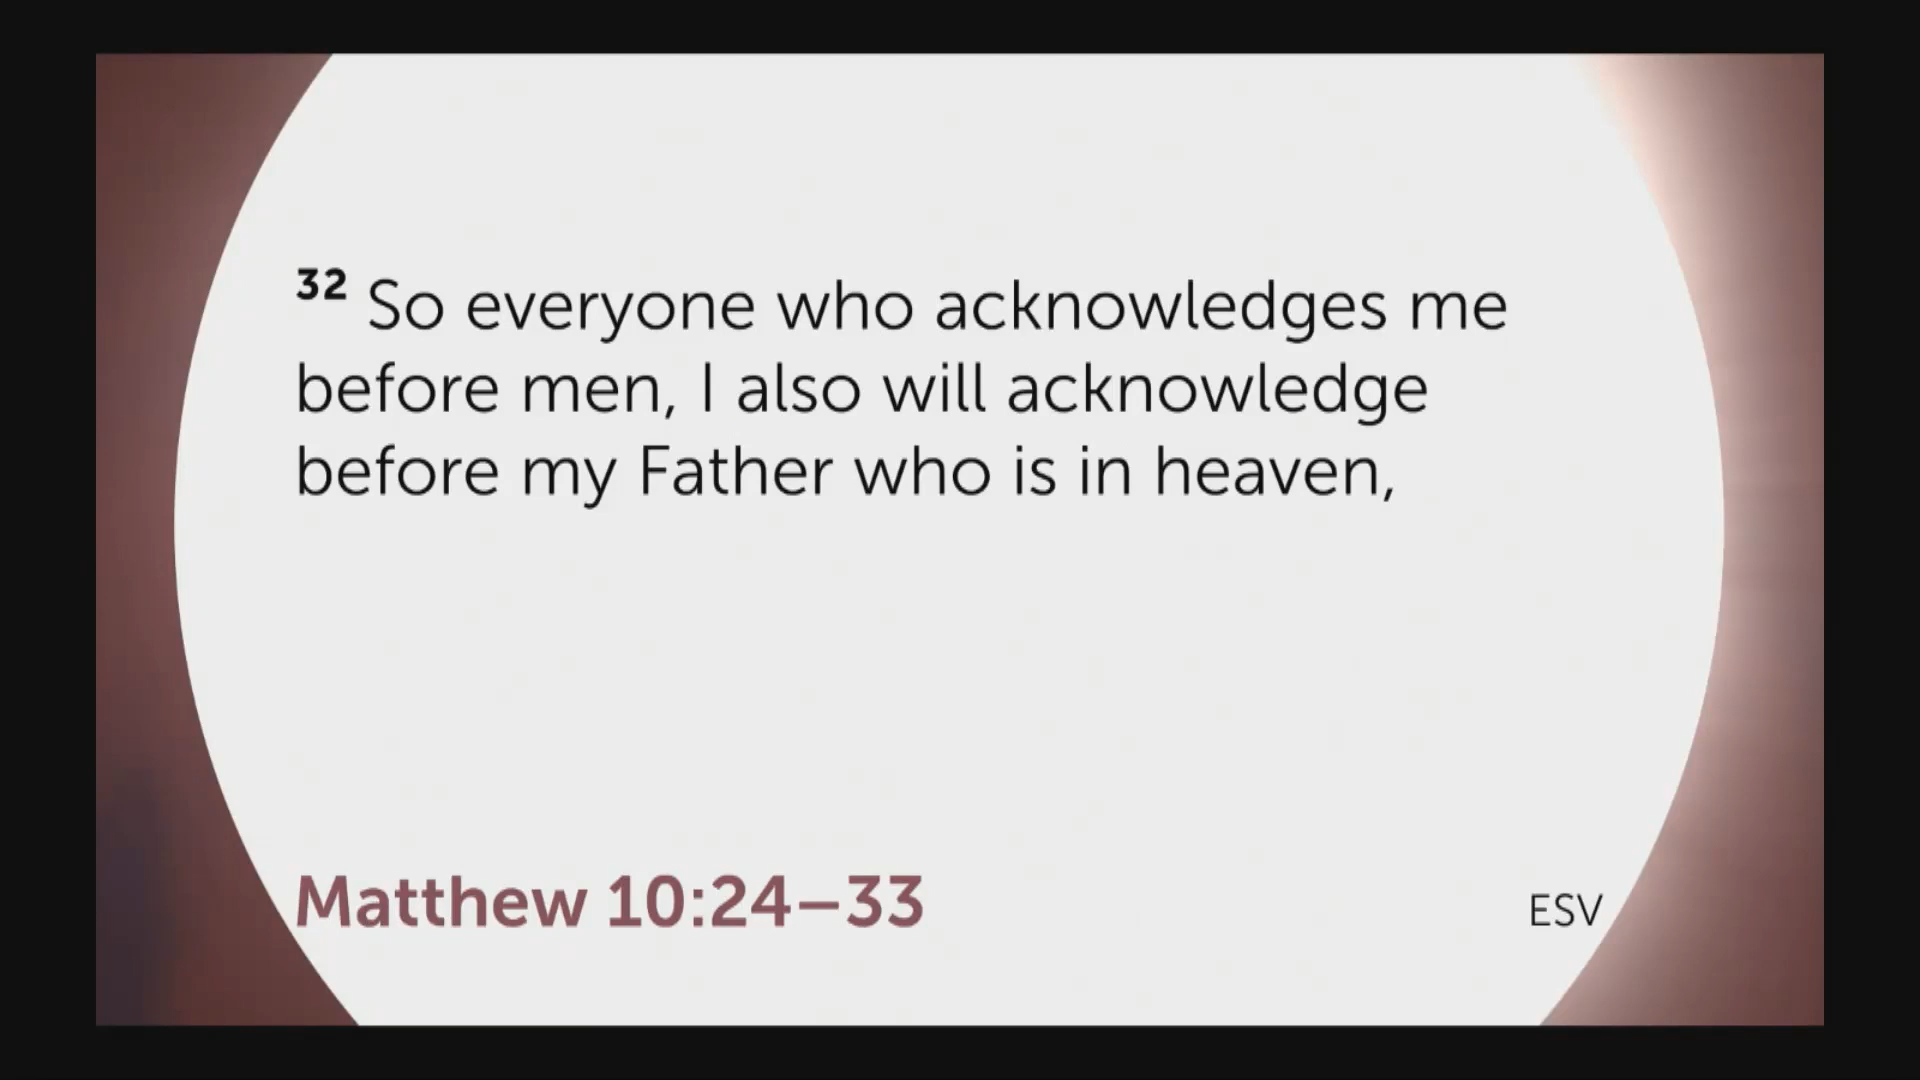 32 So everyone who acknowledges me
before men, I also will acknowledge
before my Father who is in heaven,
Matthew 10:24–33
ESV